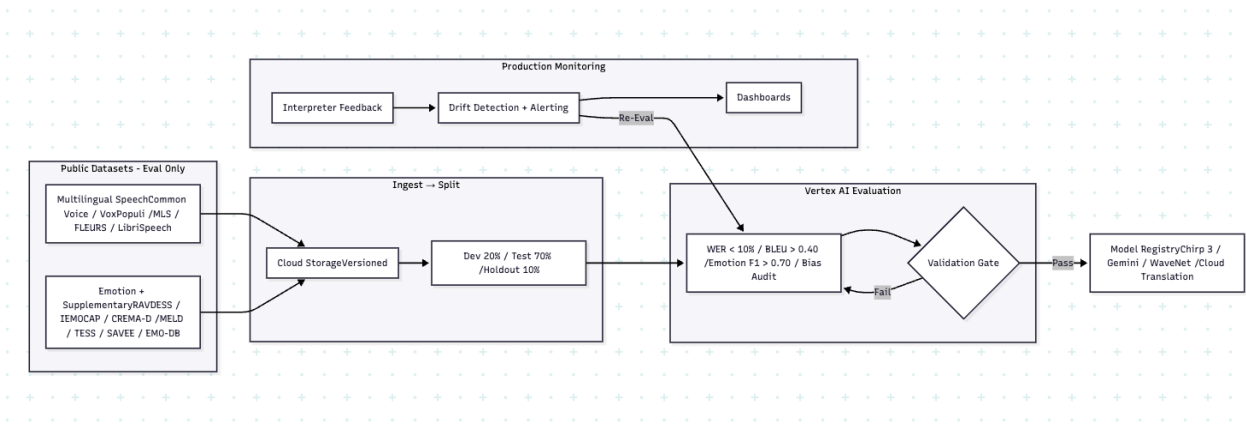 Production Monitoring
Interpreter Feedback
Drift Detection + Alerting
Dashboards
Re-Eval
Public Datasets - Eval Only
Multilingual SpeechCommon
Voice / VoxPopuli /MLS /
FLEURS / LibriSpeech
Emotion +
SupplementaryRAVDESS /
IEMOCAP / CREMA-D /MELD
/ TESS / SAVEE / EMO-DB
Ingest → Split
Cloud StorageVersioned
Dev 20% / Test 70%
/Holdout 10%
Vertex AI Evaluation
WER < 10% / BLEU > 0.40
/Emotion F1 > 0.70 / Bias
Audit
Validation Gate
Fail
Pass
Model RegistryChirp 3 /
Gemini / WaveNet /Cloud
Translation